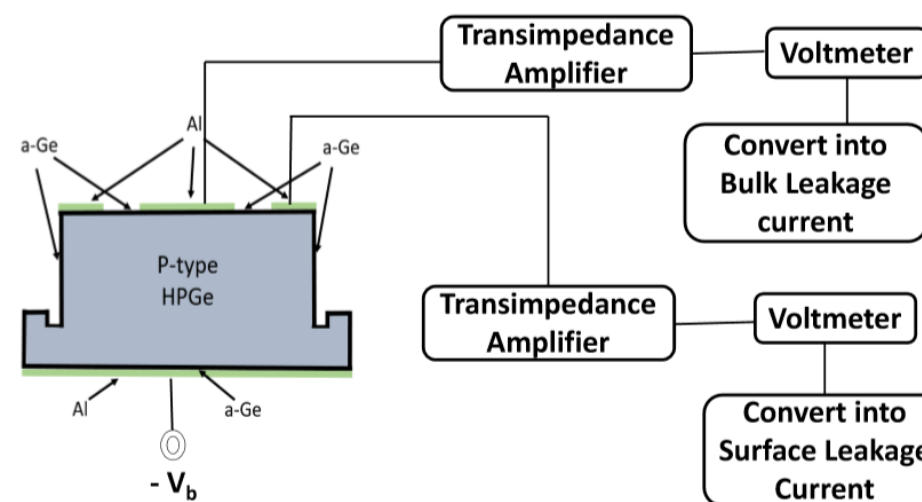 Transimpedance
Amplifier
Voltmeter
Convert into
Bulk Leakage
current
Al
a-Ge
a-Ge
P-type
HPGe
Transimpedance
Amplifier
Voltmeter
Al
a-Ge
Convert into
Surface Leakage
Current
- Vb